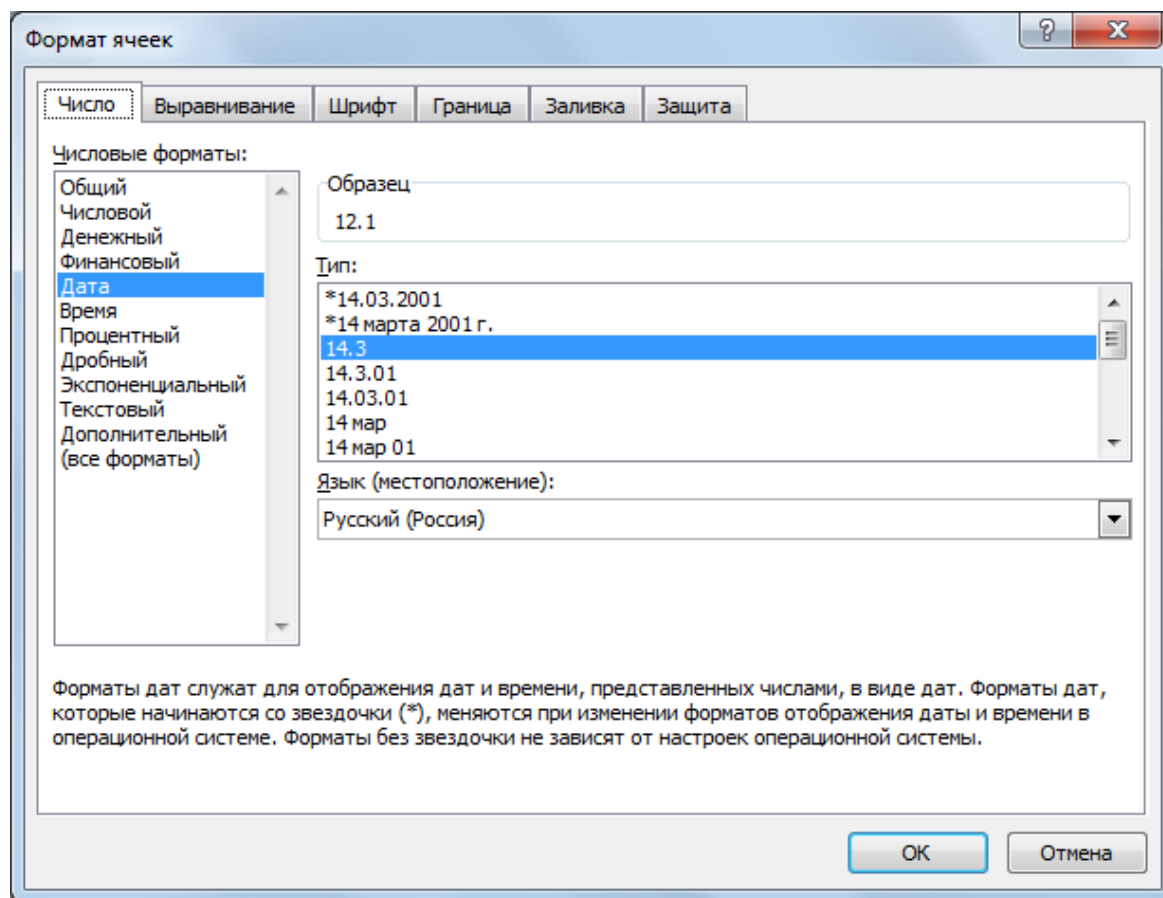 Формат ячеек
Число
Выравнивание
Шрифт
Граница
Заливка
Защита
Числовые форматы:
Общий
Числовой
Денежный
Финансовый
Дата
Время
Процентный
Дробный
Экспоненциальный
Текстовый
Дополнительный
(все форматы)
Образец
12.1
Тип:
*14.03.2001
*14 марта 2001 г.
14.3
14.3.01
14.03.01
14 мар
14 мар 01
Язык (местоположение):
Русский (Россия)
Форматы дат служат для отображения дат и времени, представленных числами, в виде дат. Форматы дат,
которые начинаются со звездочки (*), меняются при изменении форматов отображения даты и времени в
операционной системе. Форматы без звездочки не зависят от настроек операционной системы.
ОК
Отмена